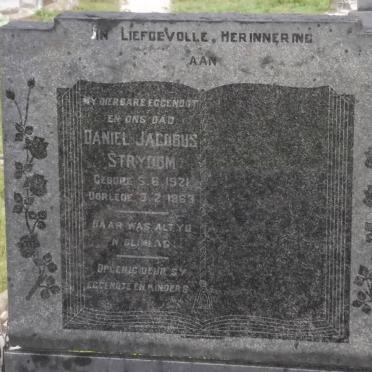 IN LIEFDEVOLLE HERINNERING
AAN
MY DIERBARE EGGENOOT
EN ONS DAD
DANIEL JACOBUS
STRYDOM
GEBORE 5.8.1921
OORLEDE 3.2.1963
DAAR WAS ALTYD
'N GLIMLAG
OPGERIG DEUR SY
EGGENOTE EN KINDERS